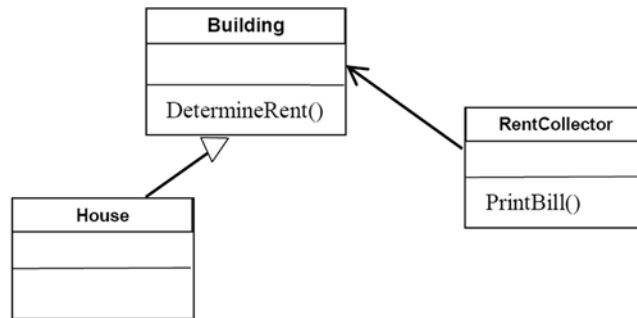 Building
DetermineRent()
RentCollector
PrintBill()
House